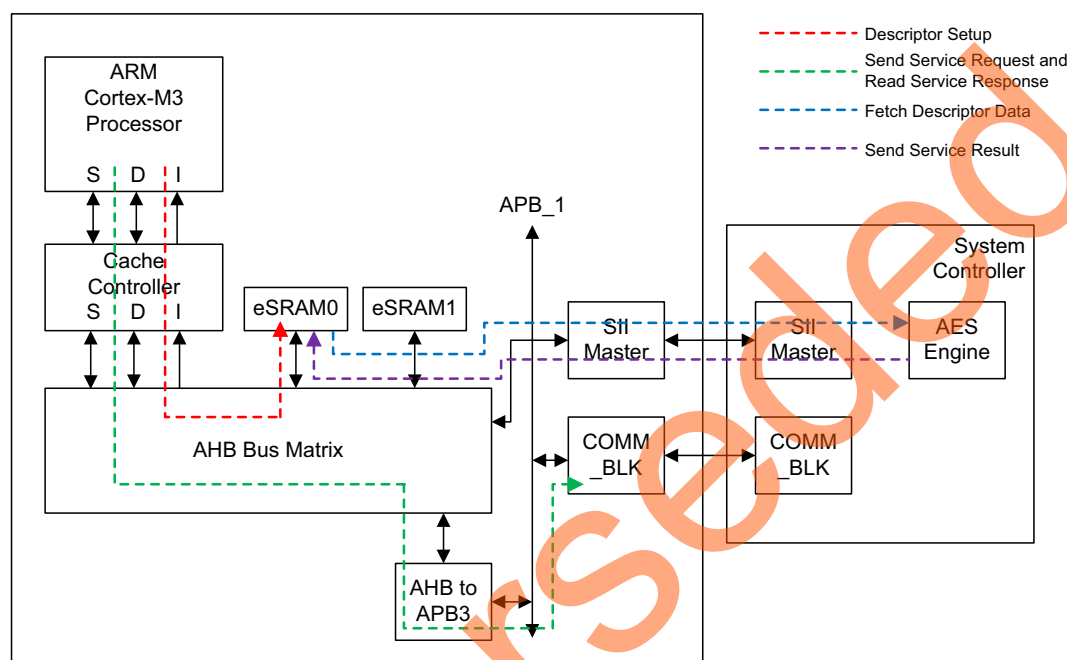 Descriptor Setup
Send Service Request and
Read Service Response
Fetch Descriptor Data
Send Service Result
ARM
Cortex-M3
Processor
S D I
Cache
Controller
S D I
eSRAM0
eSRAM1
APB_1
System
Controller
SII
Master
SII
Master
AES
Engine
AHB Bus Matrix
COMM
_BLK
COMM
_BLK
AHB to
APB3
rseded